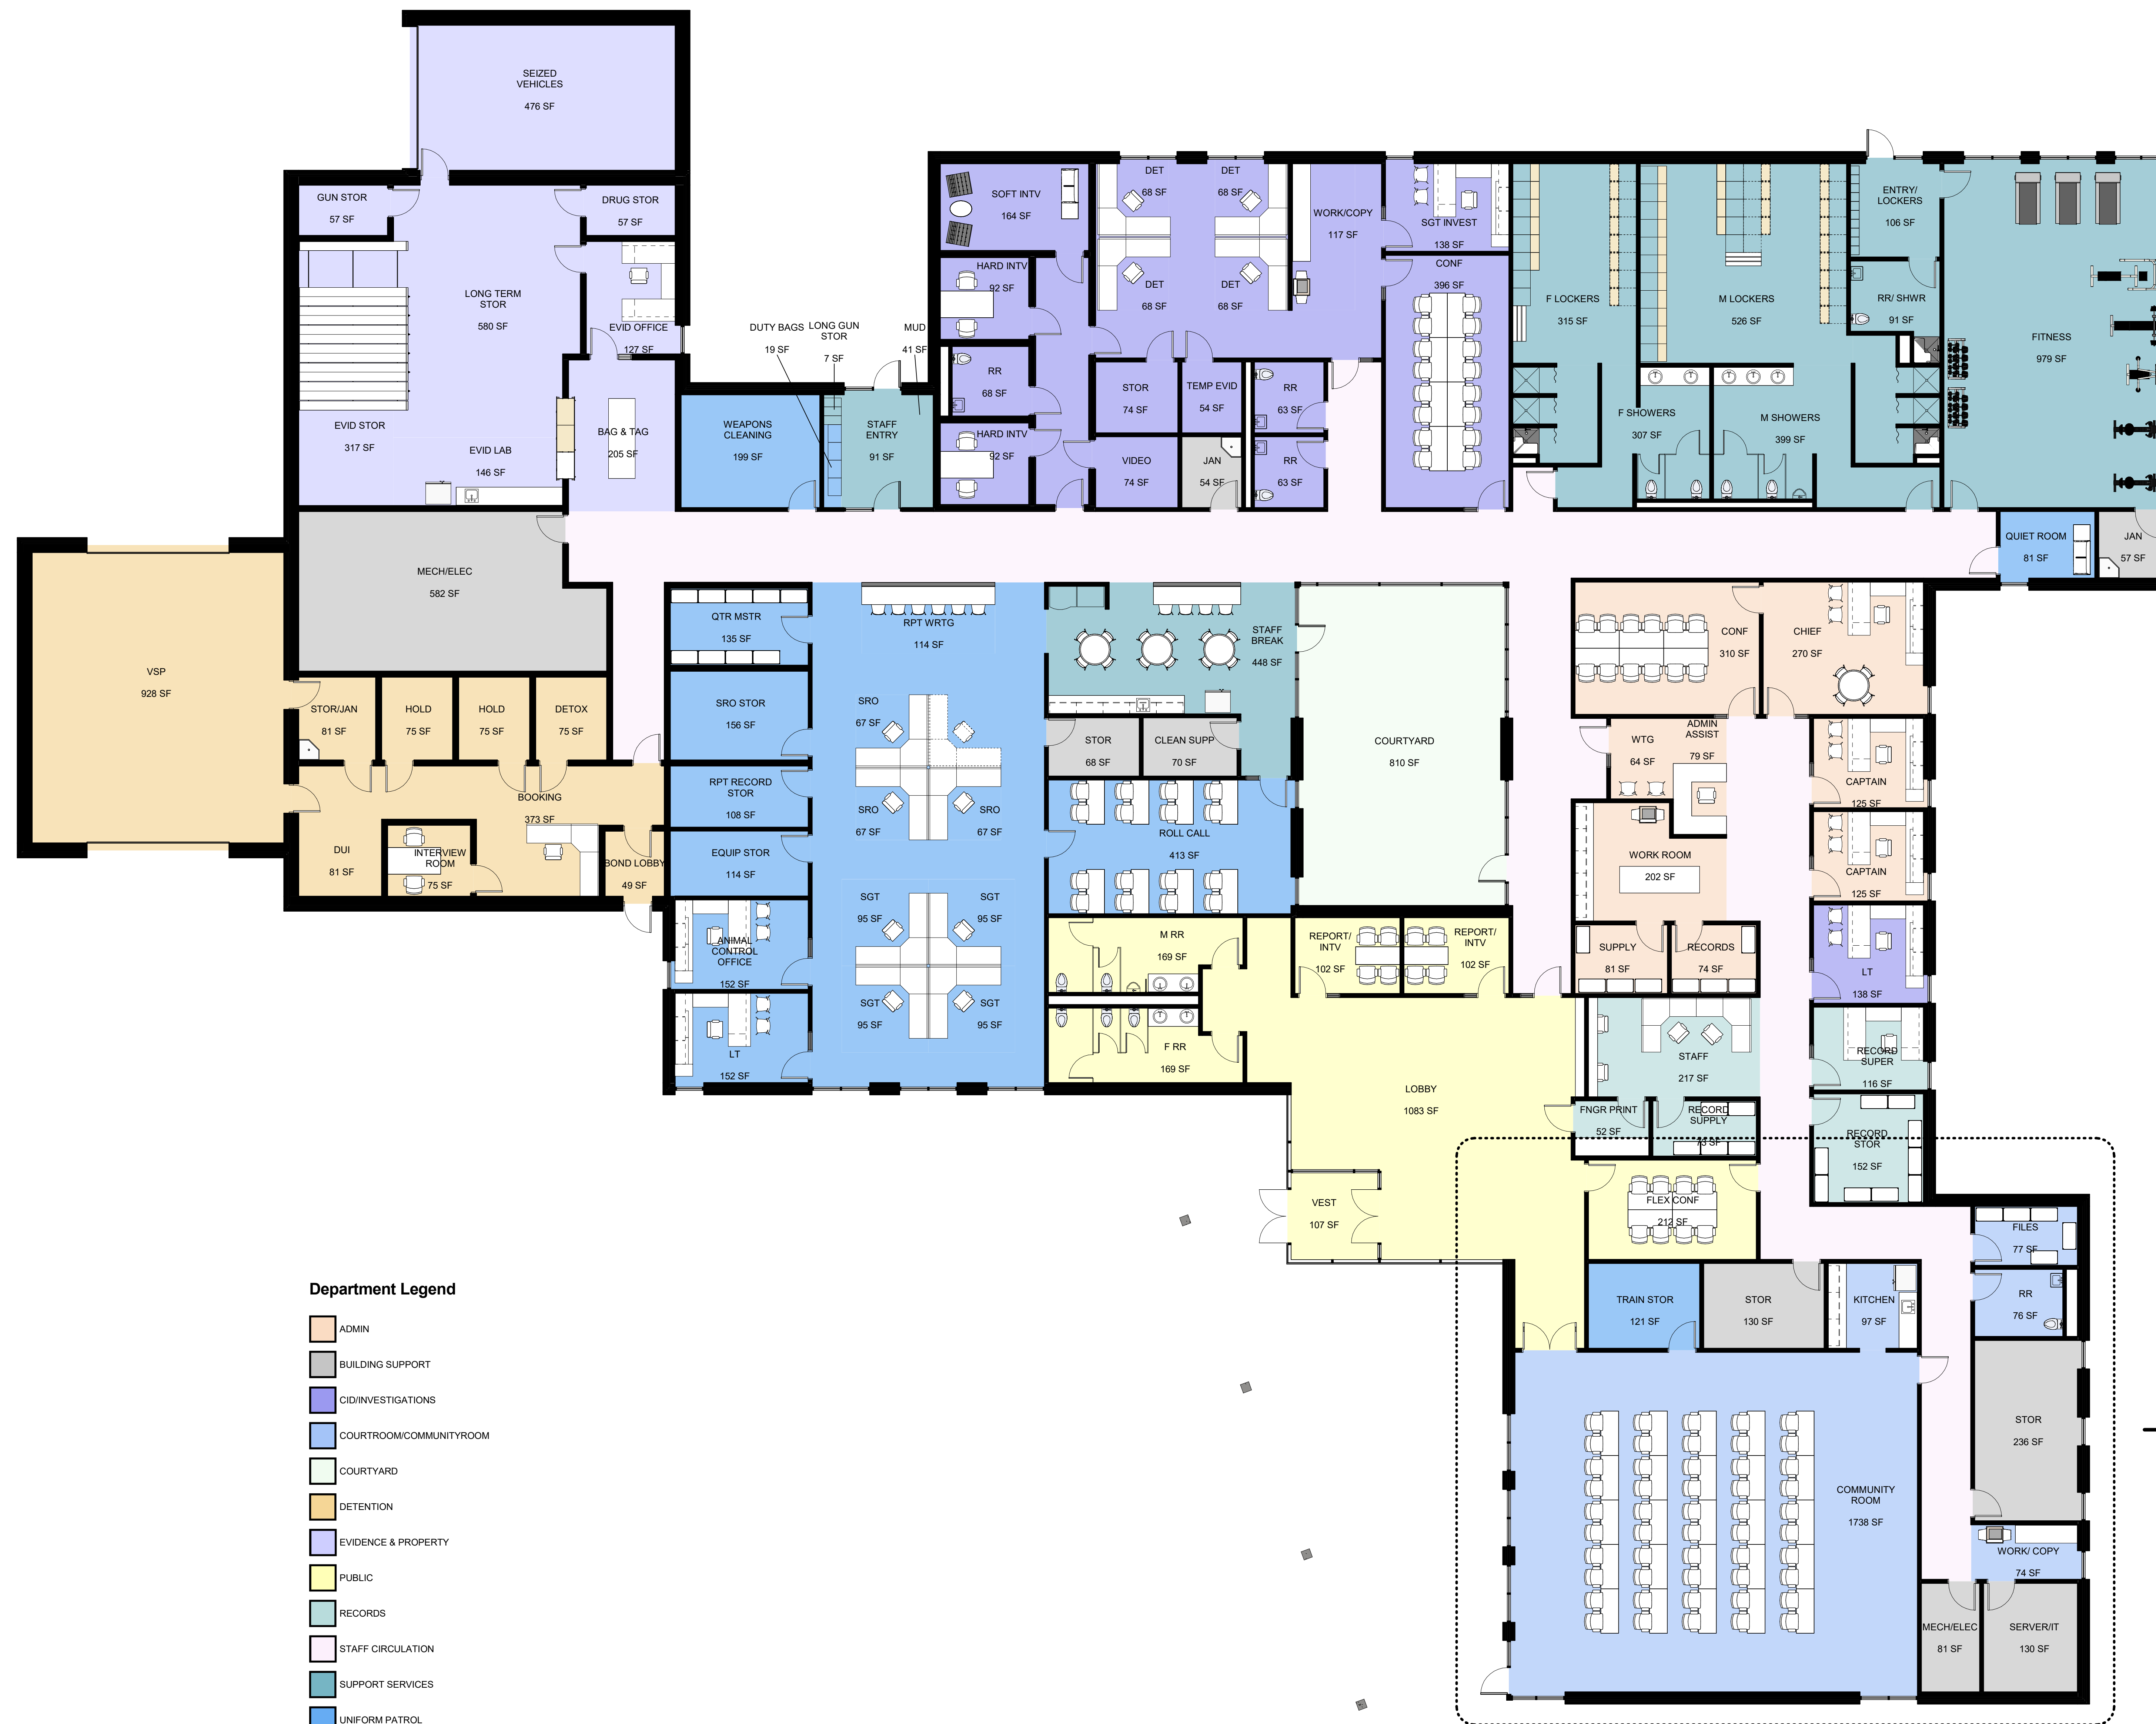 SEIZED
VEHICLES
476 SF
GUN STOR
57 SF
DRUG STOR
57 SF
LONG TERM
STOR
580 SF
EVID OFFICE
127 SF
EVID STOR
317 SF
EVID LAB
146 SF
BAG & TAG
205 SF
DUTY BAGS
19 SF
LONG GUN
STOR
7 SF
MUD
41 SF
WEAPONS
CLEANING
199 SF
STAFF
ENTRY
91 SF
SOFT INTV
164 SF
HARD INTV
92 SF
RR
68 SF
HARD INTV
92 SF
DET
68 SF
DET
68 SF
DET
68 SF
DET
68 SF
WORK/COPY
117 SF
SGT INVEST
138 SF
CONF
396 SF
STOR
74 SF
TEMP EVID
54 SF
RR
63 SF
VIDEO
74 SF
JAN
54 SF
RR
63 SF
F LOCKERS
315 SF
M LOCKERS
526 SF
ENTRY/
LOCKERS
106 SF
RR/ SHWR
91 SF
FITNESS
979 SF
F SHOWERS
307 SF
M SHOWERS
399 SF
QUIET ROOM
81 SF
JAN
57 SF
MECH/ELEC
582 SF
VSP
928 SF
STOR/JAN
81 SF
HOLD
75 SF
HOLD
75 SF
DETOX
75 SF
BOOKING
373 SF
DUI
81 SF
INTERVIEW
ROOM
75 SF
BOND LOBBY
49 SF
QTR MSTR
135 SF
SRO STOR
156 SF
RPT RECORD
STOR
108 SF
EQUIP STOR
114 SF
ANIMAL
CONTROL
OFFICE
152 SF
LT
152 SF
RPT WRTG
114 SF
SRO
67 SF
SRO
67 SF
SRO
67 SF
SGT
95 SF
SGT
95 SF
SGT
95 SF
SGT
95 SF
STAFF
BREAK
448 SF
STOR
68 SF
CLEAN SUPP
70 SF
ROLL CALL
413 SF
COURTYARD
810 SF
M RR
169 SF
F RR
169 SF
REPORT/
INTV
102 SF
REPORT/
INTV
102 SF
LOBBY
1083 SF
VEST
107 SF
CONF
310 SF
CHIEF
270 SF
WTG
64 SF
ADMIN
ASSIST
79 SF
CAPTAIN
125 SF
CAPTAIN
125 SF
WORK ROOM
202 SF
SUPPLY
81 SF
RECORDS
74 SF
LT
138 SF
STAFF
217 SF
RECORD
SUPER
116 SF
FNGR PRINT
52 SF
RECORD
SUPPLY
73 SF
RECORD
STOR
152 SF
FLEX CONF
212 SF
FILES
77 SF
TRAIN STOR
121 SF
STOR
130 SF
KITCHEN
97 SF
RR
76 SF
STOR
236 SF
COMMUNITY
ROOM
1738 SF
WORK/ COPY
74 SF
MECH/ELEC
81 SF
SERVER/IT
130 SF
Department Legend
ADMIN
BUILDING SUPPORT
CID/INVESTIGATIONS
COURTROOM/COMMUNITYROOM
COURTYARD
DETENTION
EVIDENCE & PROPERTY
PUBLIC
RECORDS
STAFF CIRCULATION
SUPPORT SERVICES
UNIFORM PATROL